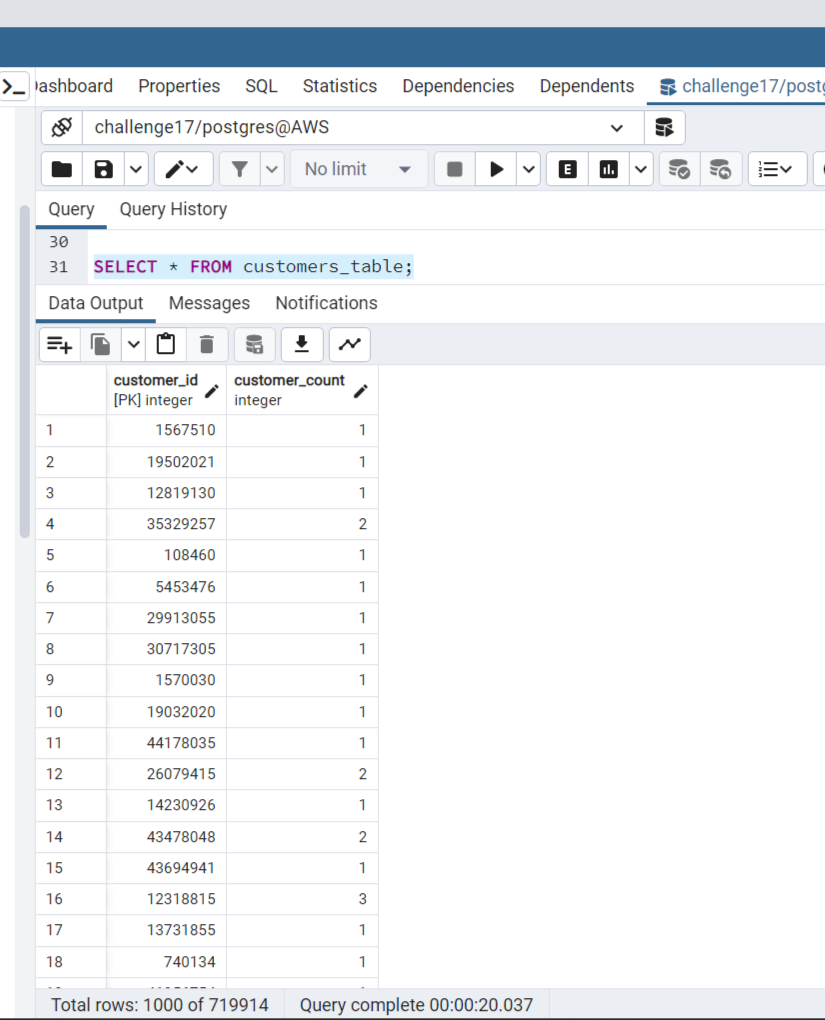 ashboard Properties SQL Statistics Dependencies Dependents challenge17/post
challenge17/postgres@AWS
No limit E
Query Query History
30
31 SELECT * FROM customers_table;
Data Output Messages Notifications
customer_id customer_count
[PK] integer integer
1 1567510 1
2 19502021 1
3 12819130 1
4 35329257 2
5 108460 1
6 5453476 1
7 29913055 1
8 30717305 1
9 1570030 1
10 19032020 1
11 44178035 1
12 26079415 2
13 14230926 1
14 43478048 2
15 43694941 1
16 12318815 3
17 13731855 1
18 740134 1
Total rows: 1000 of 719914 Query complete 00:00:20.037